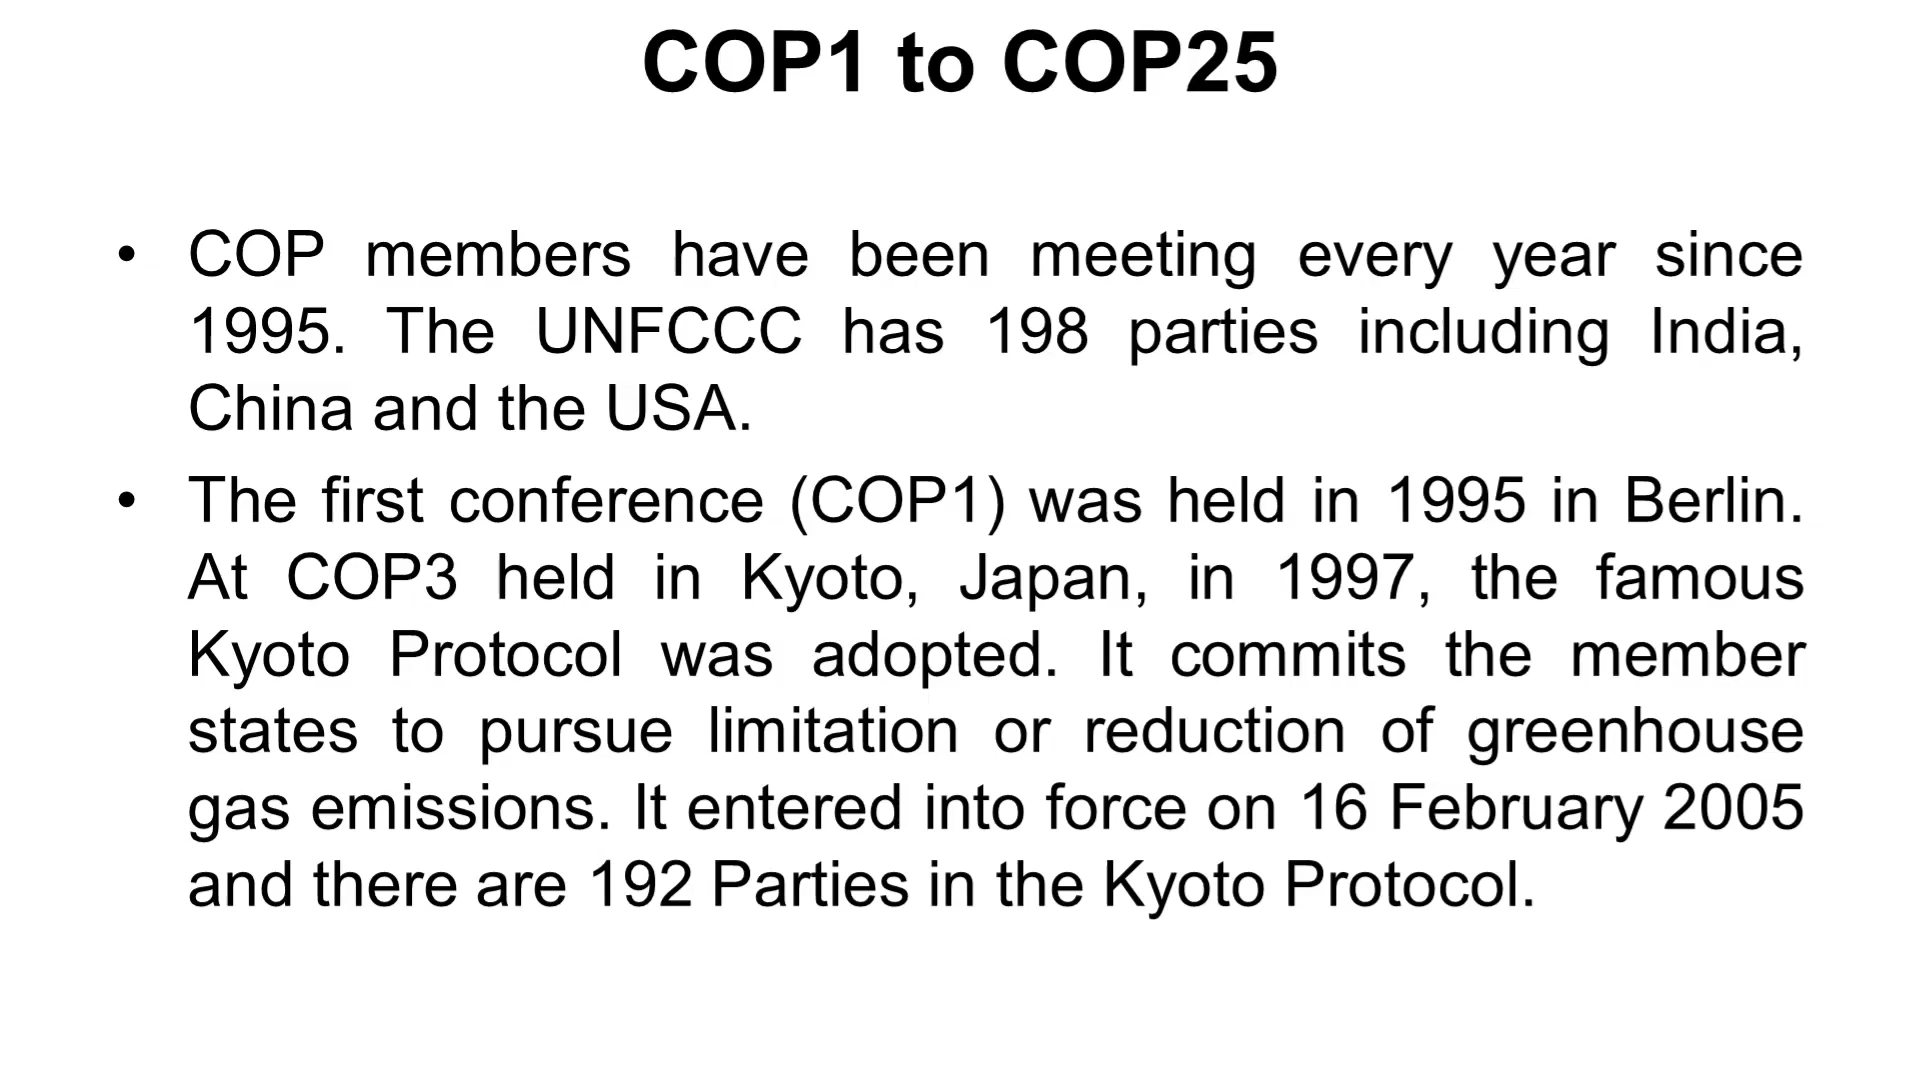 COP1 to COP25
• COP members have been meeting every year since
1995. The UNFCCC has 198 parties including India,
China and the USA.
• The first conference (COP1) was held in 1995 in Berlin.
At COP3 held in Kyoto, Japan, in 1997, the famous
Kyoto Protocol was adopted. It commits the member
states to pursue limitation or reduction of greenhouse
gas emissions. It entered into force on 16 February 2005
and there are 192 Parties in the Kyoto Protocol.